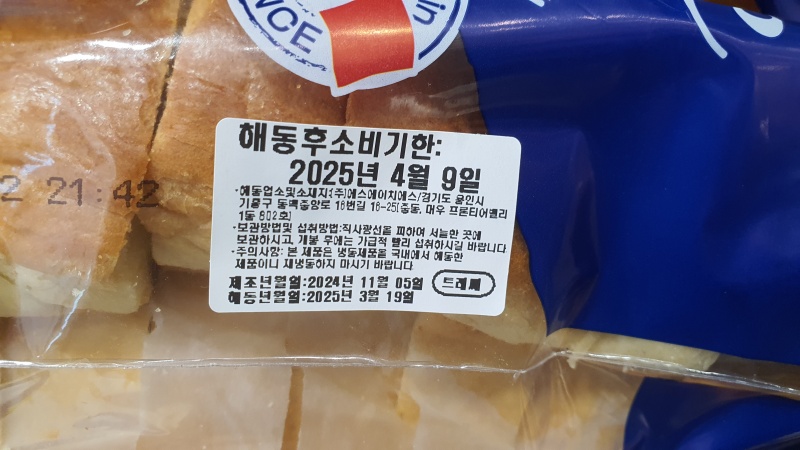 NCE
in
해동후소비기한:
2025년 4월 9일
2 21:42
·해동업소및소재지:(주)에스에이치에스/경기도 용인시
기흥구 동백중앙로 16번길 16-25(중동, 대우 프론티어밸리
1동 602호)
·보관방법및 섭취방법:직사광선을 피하여 서늘한 곳에
보관하시고, 개봉 후에는 가급적 빨리 섭취하시길 바랍니다.
·주의사항: 본 제품은 냉동제품을 국내에서 해동한
제품이니 재냉동하지 마시기 바랍니다.
제조년월일:2024년 11월 05일
트레씨
해동년월일:2025년 3월 19일